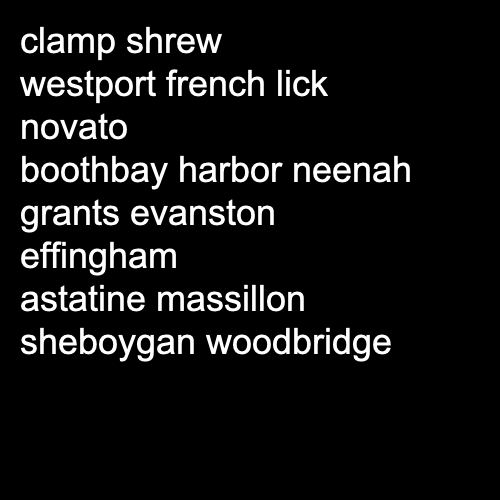 clamp shrew
westport french lick
novato
boothbay harbor neenah
grants evanston
effingham
astatine massillon
sheboygan woodbridge